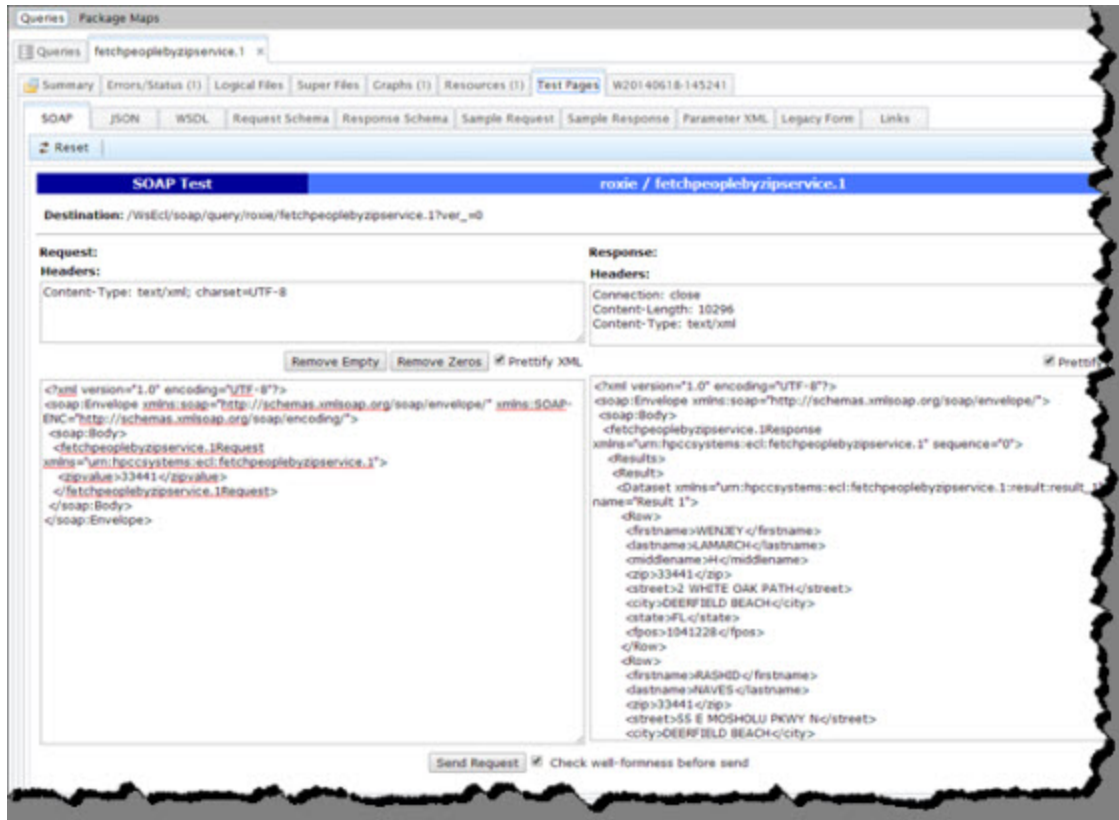 Queries Package Maps
Queries fetchpeoplebyzipservice.1 ×
Summary Errors/Status (1) Logical Files Super Files Graphs (1) Resources (1) Test Pages W20140618-145241
SOAP JSON WSDL Request Schema Response Schema Sample Request Sample Response Parameter XML Legacy Form Links
Reset
SOAP Test roxie / fetchpeoplebyzipservice.1
Destination: /WsEcl/soap/query/roxie/fetchpeoplebyzipservice.1?ver_=0
Request:
Headers:
Content-Type: text/xml; charset=UTF-8
Remove Empty Remove Zeros Prettify XML
<?xml version="1.0" encoding="UTF-8"?>
<soap:Envelope xmlns:soap="http://schemas.xmlsoap.org/soap/envelope/" xmlns:SOAP-
ENC="http://schemas.xmlsoap.org/soap/encoding/">
<soap:Body>
<fetchpeoplebyzipservice.1Request
xmlns="urn:hpccsystems:ecl:fetchpeoplebyzipservice.1">
<zipvalue>33441</zipvalue>
</fetchpeoplebyzipservice.1Request>
</soap:Body>
</soap:Envelope>
Response:
Headers:
Connection: close
Content-Length: 10296
Content-Type: text/xml
Prettif
<?xml version="1.0" encoding="UTF-8"?>
<soap:Envelope xmlns:soap="http://schemas.xmlsoap.org/soap/envelope/">
<soap:Body>
<fetchpeoplebyzipservice.1Response
xmlns="urn:hpccsystems:ecl:fetchpeoplebyzipservice.1" sequence="0">
<Results>
<Result>
<Dataset xmlns="urn:hpccsystems:ecl:fetchpeoplebyzipservice.1:result:result_1"
name="Result 1">
<Row>
<firstname>WENJEY</firstname>
<lastname>LAMARCH</lastname>
<middlename>H</middlename>
<zip>33441</zip>
<street>2 WHITE OAK PATH</street>
<city>DEERFIELD BEACH</city>
<state>FL</state>
<fpos>1041228</fpos>
</Row>
<Row>
<firstname>RASHID</firstname>
<lastname>NAVES</lastname>
<zip>33441</zip>
<street>55 E MOSHOLU PKWY N</street>
<city>DEERFIELD BEACH</city>
Send Request Check well-formness before send